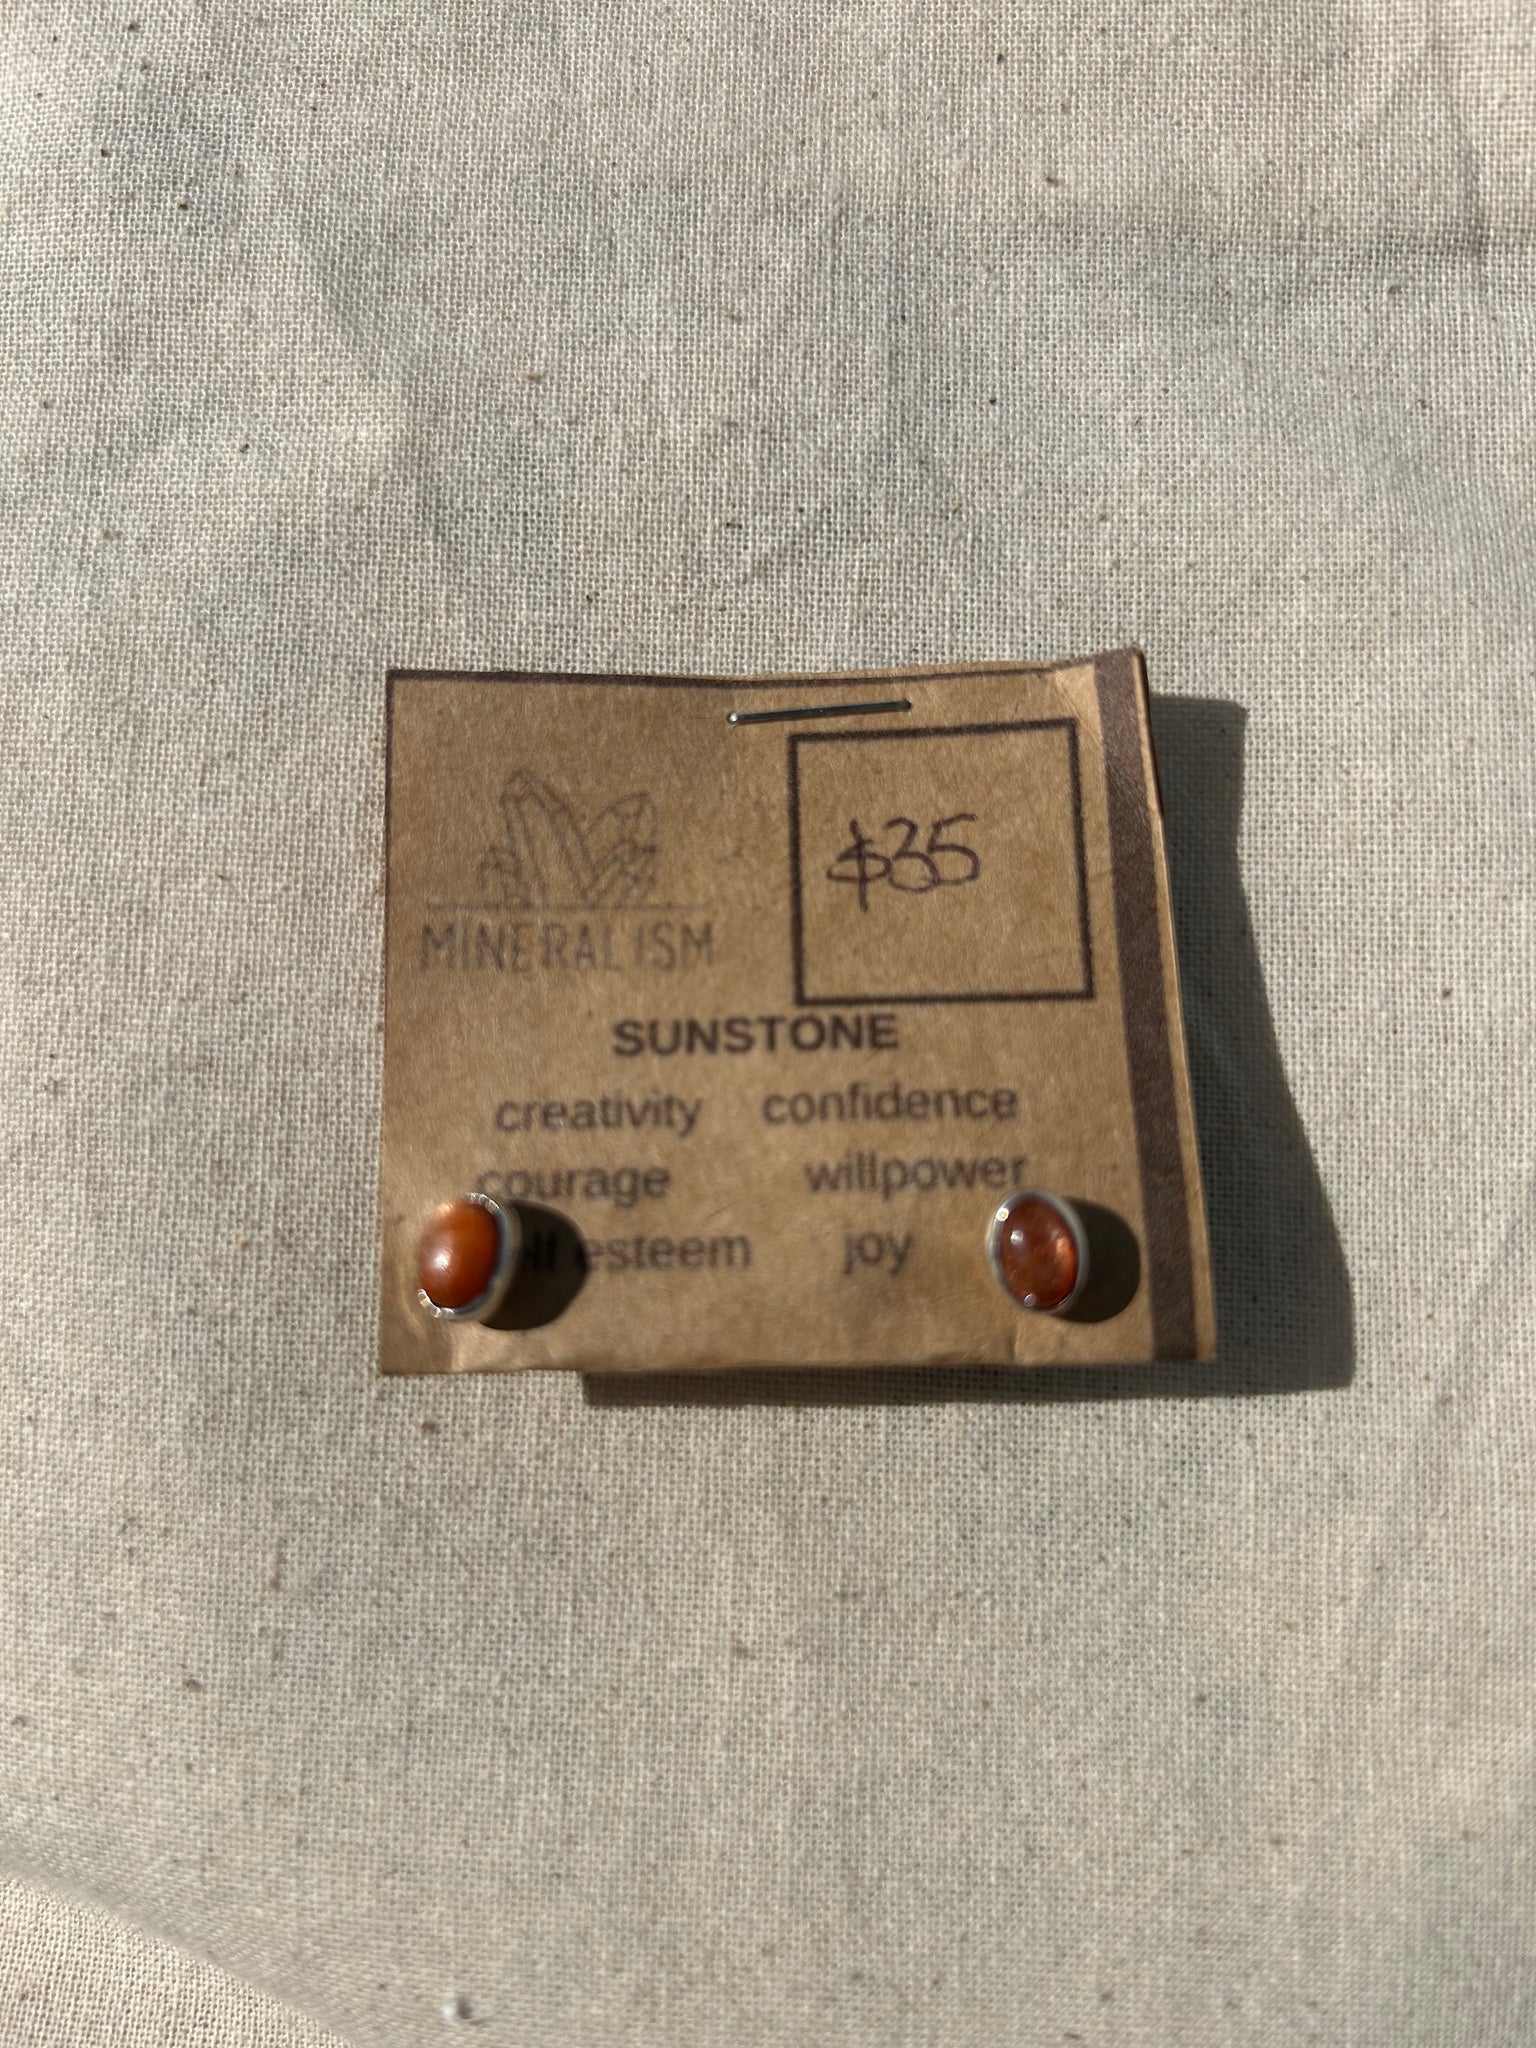 $35
MINERALISM
SUNSTONE
creativity confidence
courage willpower
esteem joy